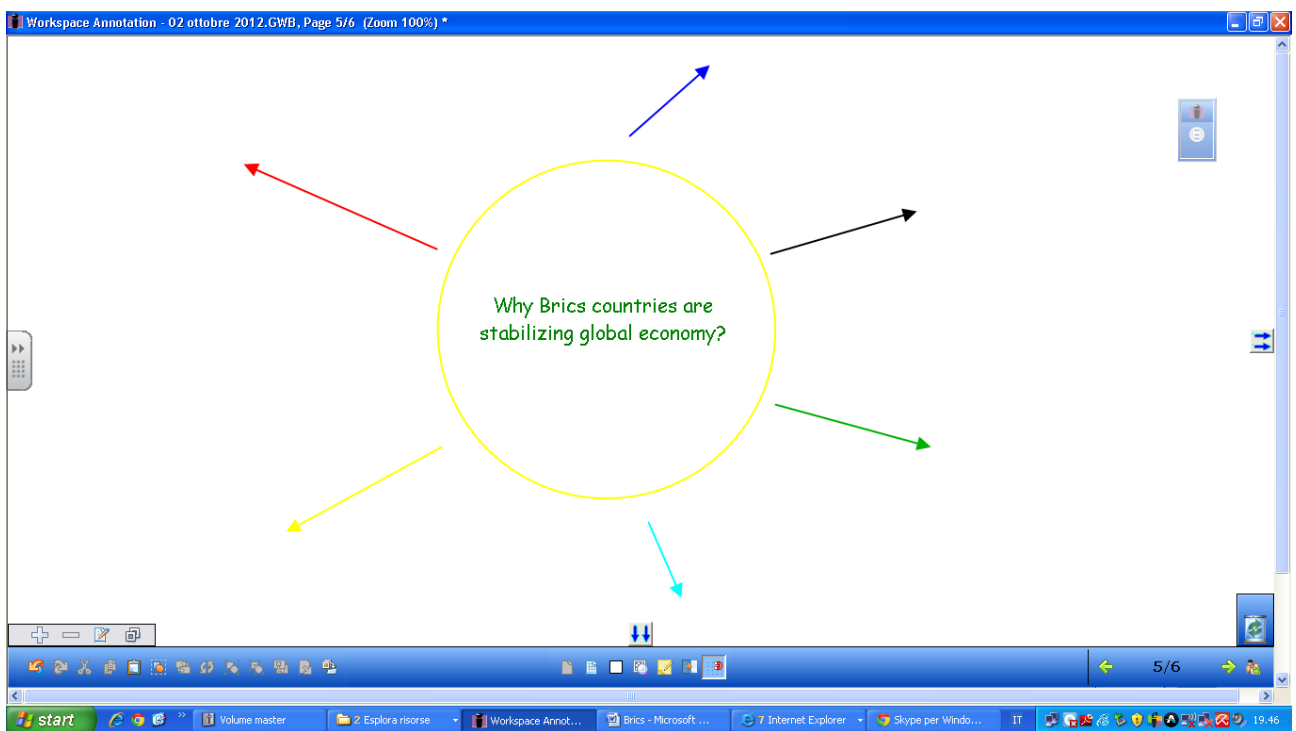 Workspace Annotation - 02 ottobre 2012.GWB, Page 5/6 (Zoom 100%) *
Why Brics countries are
stabilizing global economy?
5/6
start
Volume master
2 Esplora risorse
Workspace Annot...
Brics - Microsoft ...
7 Internet Explorer
Skype per Windo...
IT
19.46